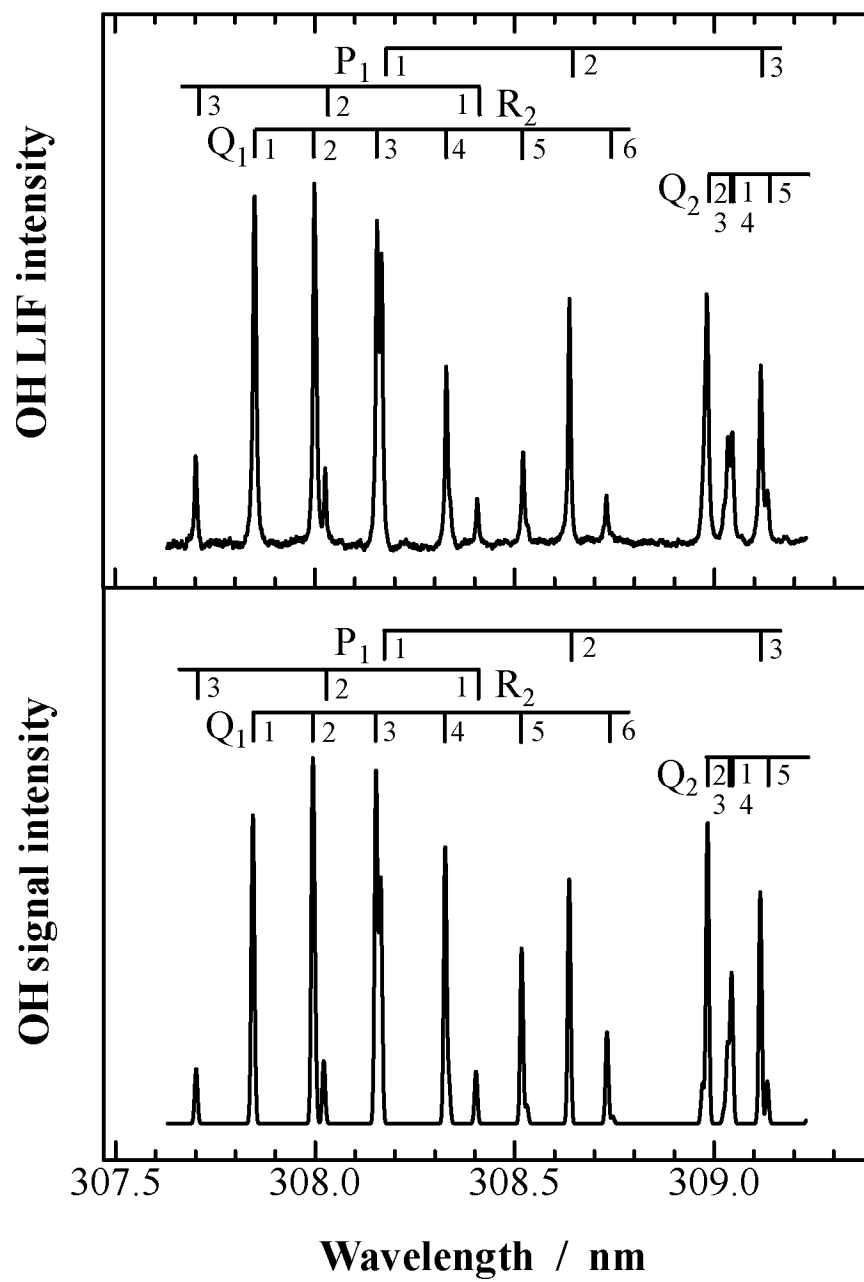 OH LIF intensity
P1 1 2 3
3 2 1 R2
Q1 1 2 3 4 5 6
Q2 2 1 5
3 4
OH signal intensity
P1 1 2 3
3 2 1 R2
Q1 1 2 3 4 5 6
Q2 2 1 5
3 4
307.5 308.0 308.5 309.0
Wavelength / nm